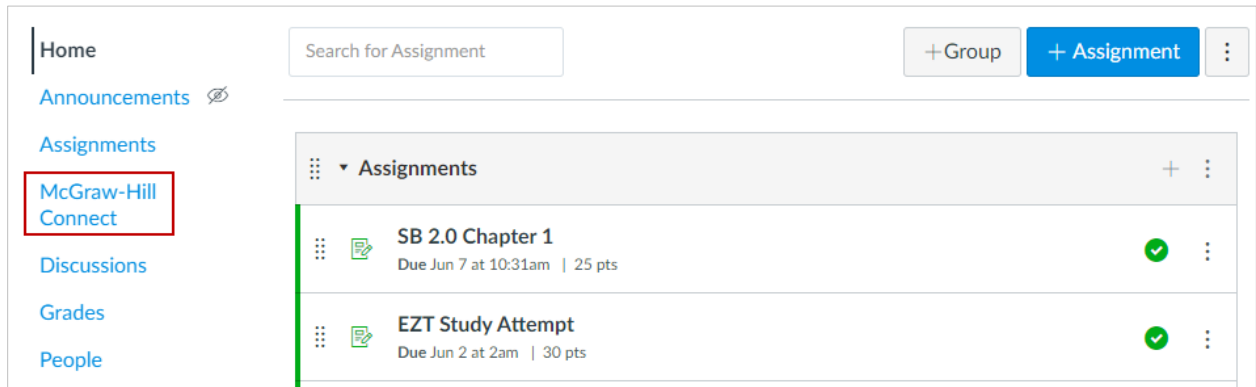 Home
Announcements
Assignments
McGraw-Hill
Connect
Discussions
Grades
People
Search for Assignment
+Group
+ Assignment
Assignments
SB 2.0 Chapter 1
Due Jun 7 at 10:31am | 25 pts
EZT Study Attempt
Due Jun 2 at 2am | 30 pts